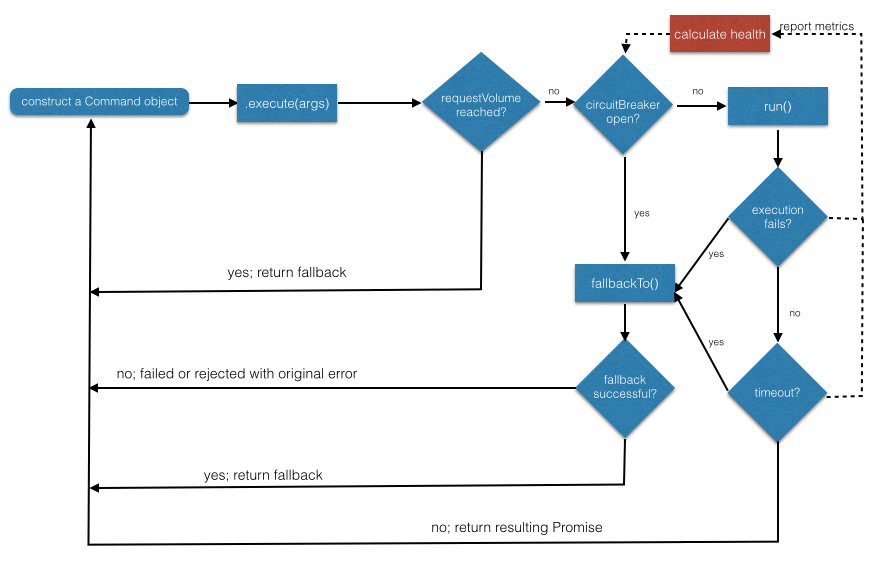 calculate health
report metrics
construct a Command object
.execute(args)
requestVolume
reached?
no
circuitBreaker
open?
no
run()
yes
execution
fails?
yes
yes; return fallback
fallbackTo()
no
yes
no; failed or rejected with original error
fallback
successful?
timeout?
yes; return fallback
no; return resulting Promise